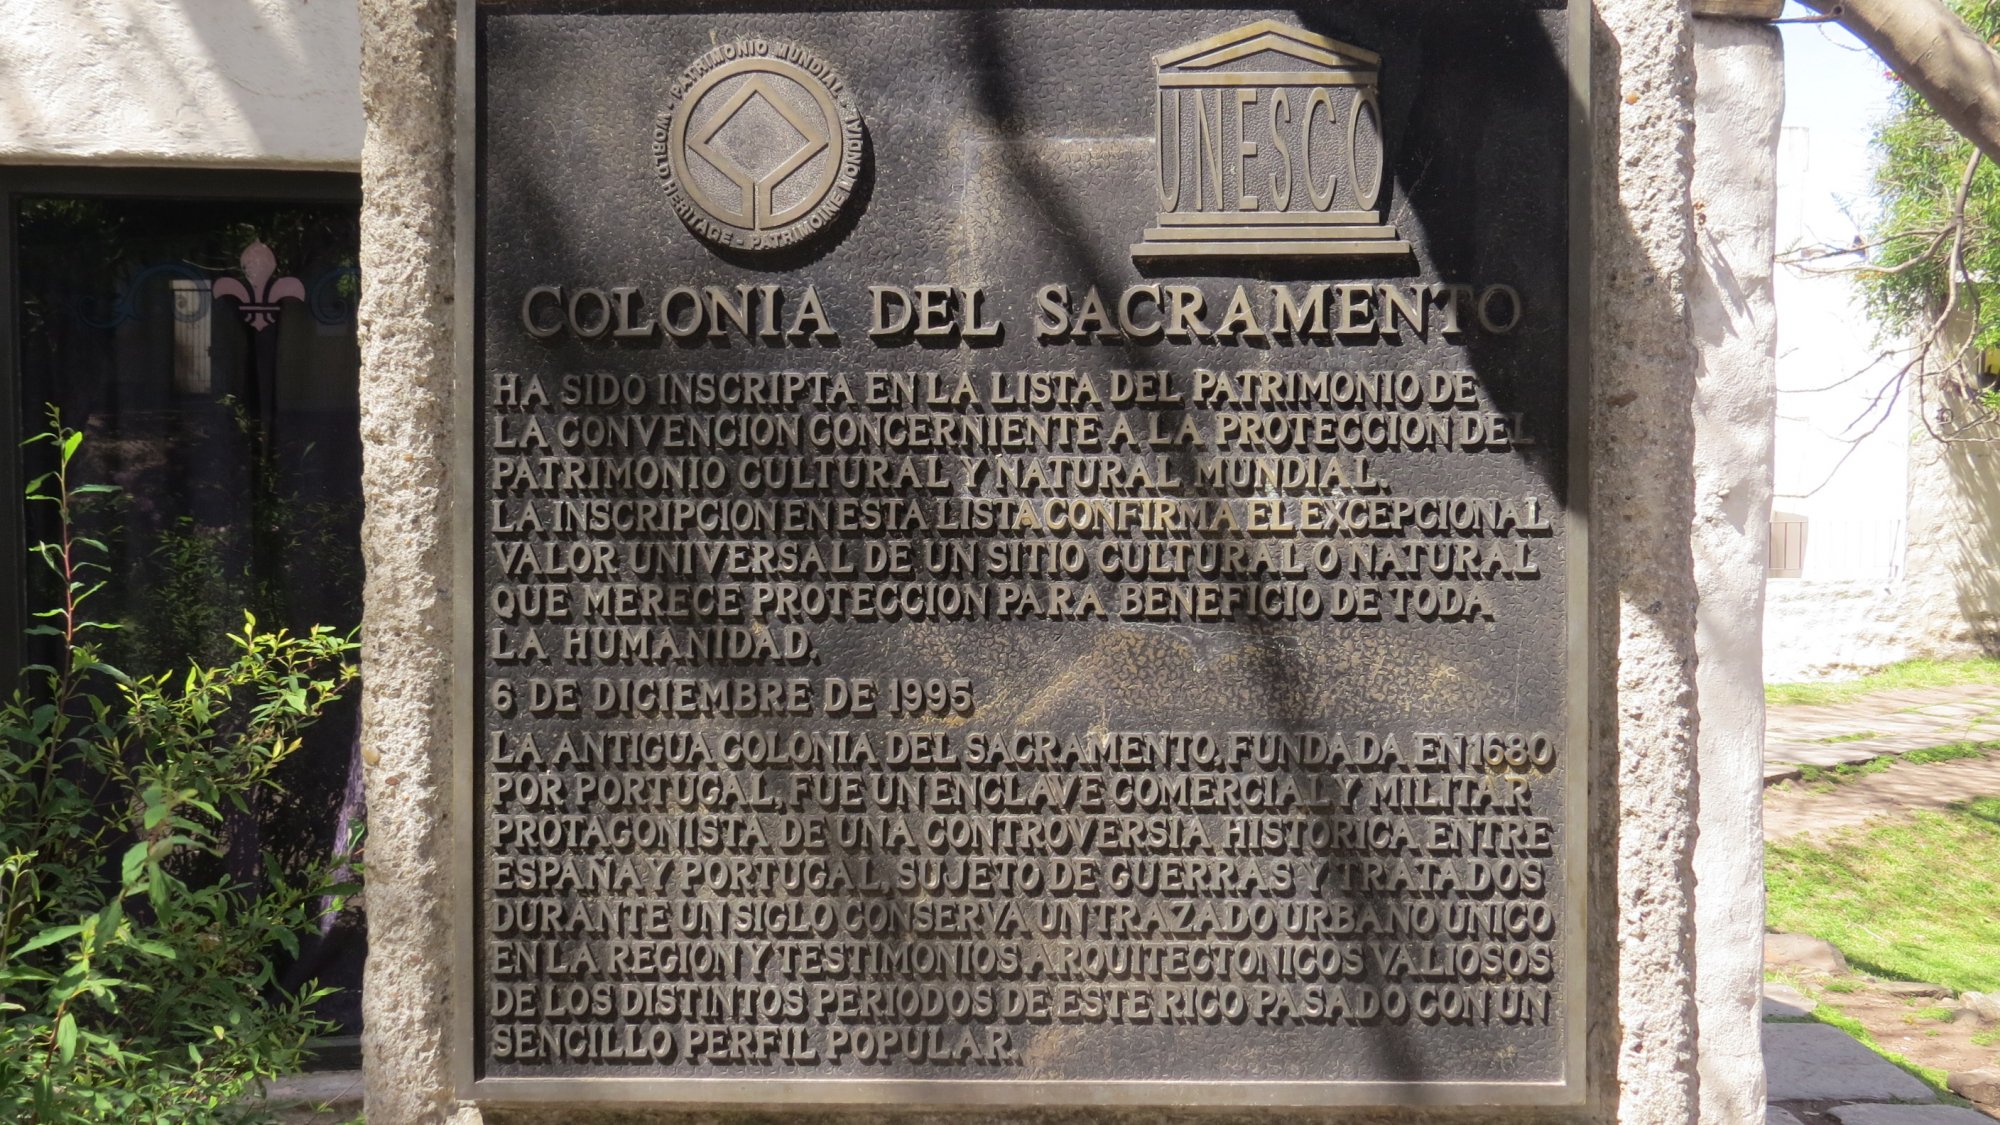 PATRIMONIO MUNDIAL - WORLD HERITAGE - PATRIMOINE MONDIAL -
UNESCO
COLONIA DEL SACRAMENTO
HA SIDO INSCRIPTA EN LA LISTA DEL PATRIMONIO DE
LA CONVENCION CONCERNIENTE A LA PROTECCION DEL
PATRIMONIO CULTURAL Y NATURAL MUNDIAL.
LA INSCRIPCION EN ESTA LISTA CONFIRMA EL EXCEPCIONAL
VALOR UNIVERSAL DE UN SITIO CULTURAL O NATURAL
QUE MERECE PROTECCION PARA BENEFICIO DE TODA
LA HUMANIDAD.
6 DE DICIEMBRE DE 1995
LA ANTIGUA COLONIA DEL SACRAMENTO, FUNDADA EN 1680
POR PORTUGAL, FUE UN ENCLAVE COMERCIAL Y MILITAR
PROTAGONISTA DE UNA CONTROVERSIA HISTORICA ENTRE
ESPAÑA Y PORTUGAL, SUJETO DE GUERRAS Y TRATADOS
DURANTE UN SIGLO CONSERVA UN TRAZADO URBANO UNICO
EN LA REGION Y TESTIMONIOS ARQUITECTONICOS VALIOSOS
DE LOS DISTINTOS PERIODOS DE ESTE RICO PASADO CON UN
SENCILLO PERFIL POPULAR.